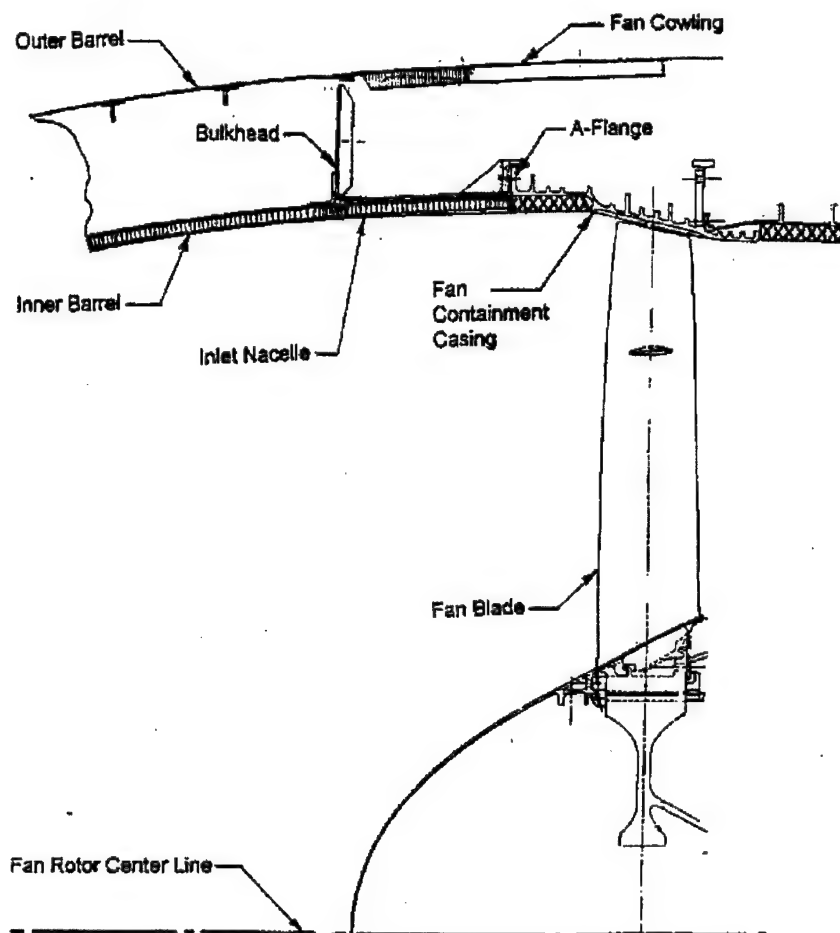 Fan Cowling
Outer Barrel
Bulkhead
A-Flange
Inner Barrel
Fan
Containment
Casing
Inlet Nacelle
Fan Blade
Fan Rotor Center Line